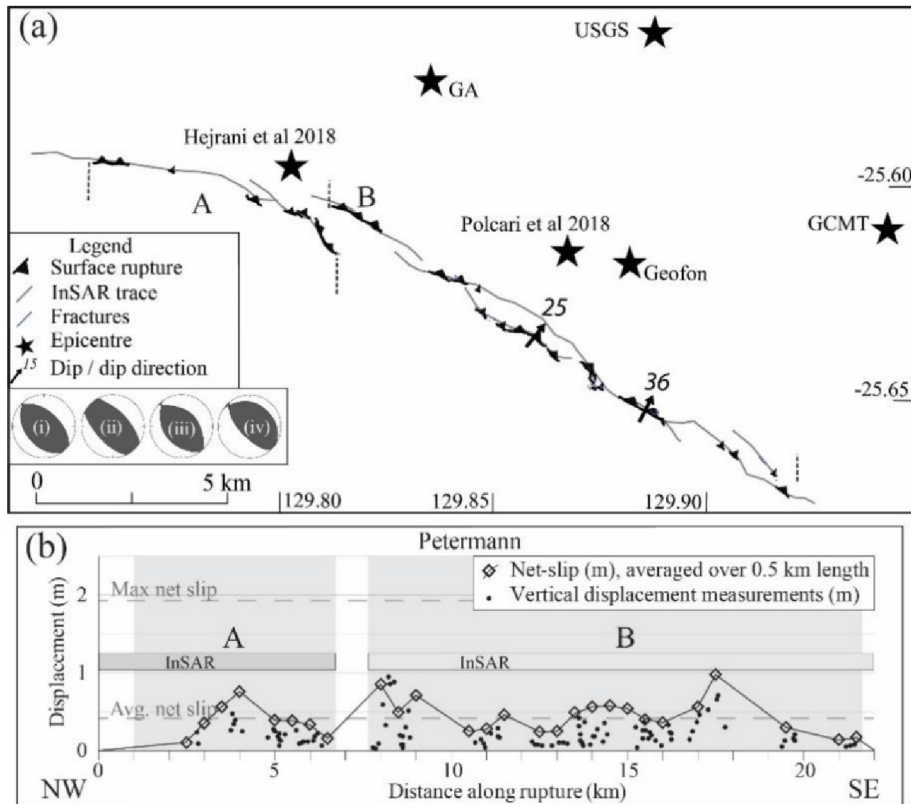 (a)
USGS
GA
Hejrani et al 2018
-25.60
A
B
GCMT
Polcari et al 2018
Geofon
Legend
Surface rupture
InSAR trace
Fractures
Epicentre
15 Dip / dip direction
25
36
-25.65
(i) (ii) (iii) (iv)
0 5 km
129.80 129.85 129.90
(b) Petermann
Net-slip (m), averaged over 0.5 km length
Vertical displacement measurements (m)
Max net slip
A B
InSAR InSAR
Avg. net slip
Displacement (m)
2
1
0
0 5 10 15 20
NW Distance along rupture (km) SE